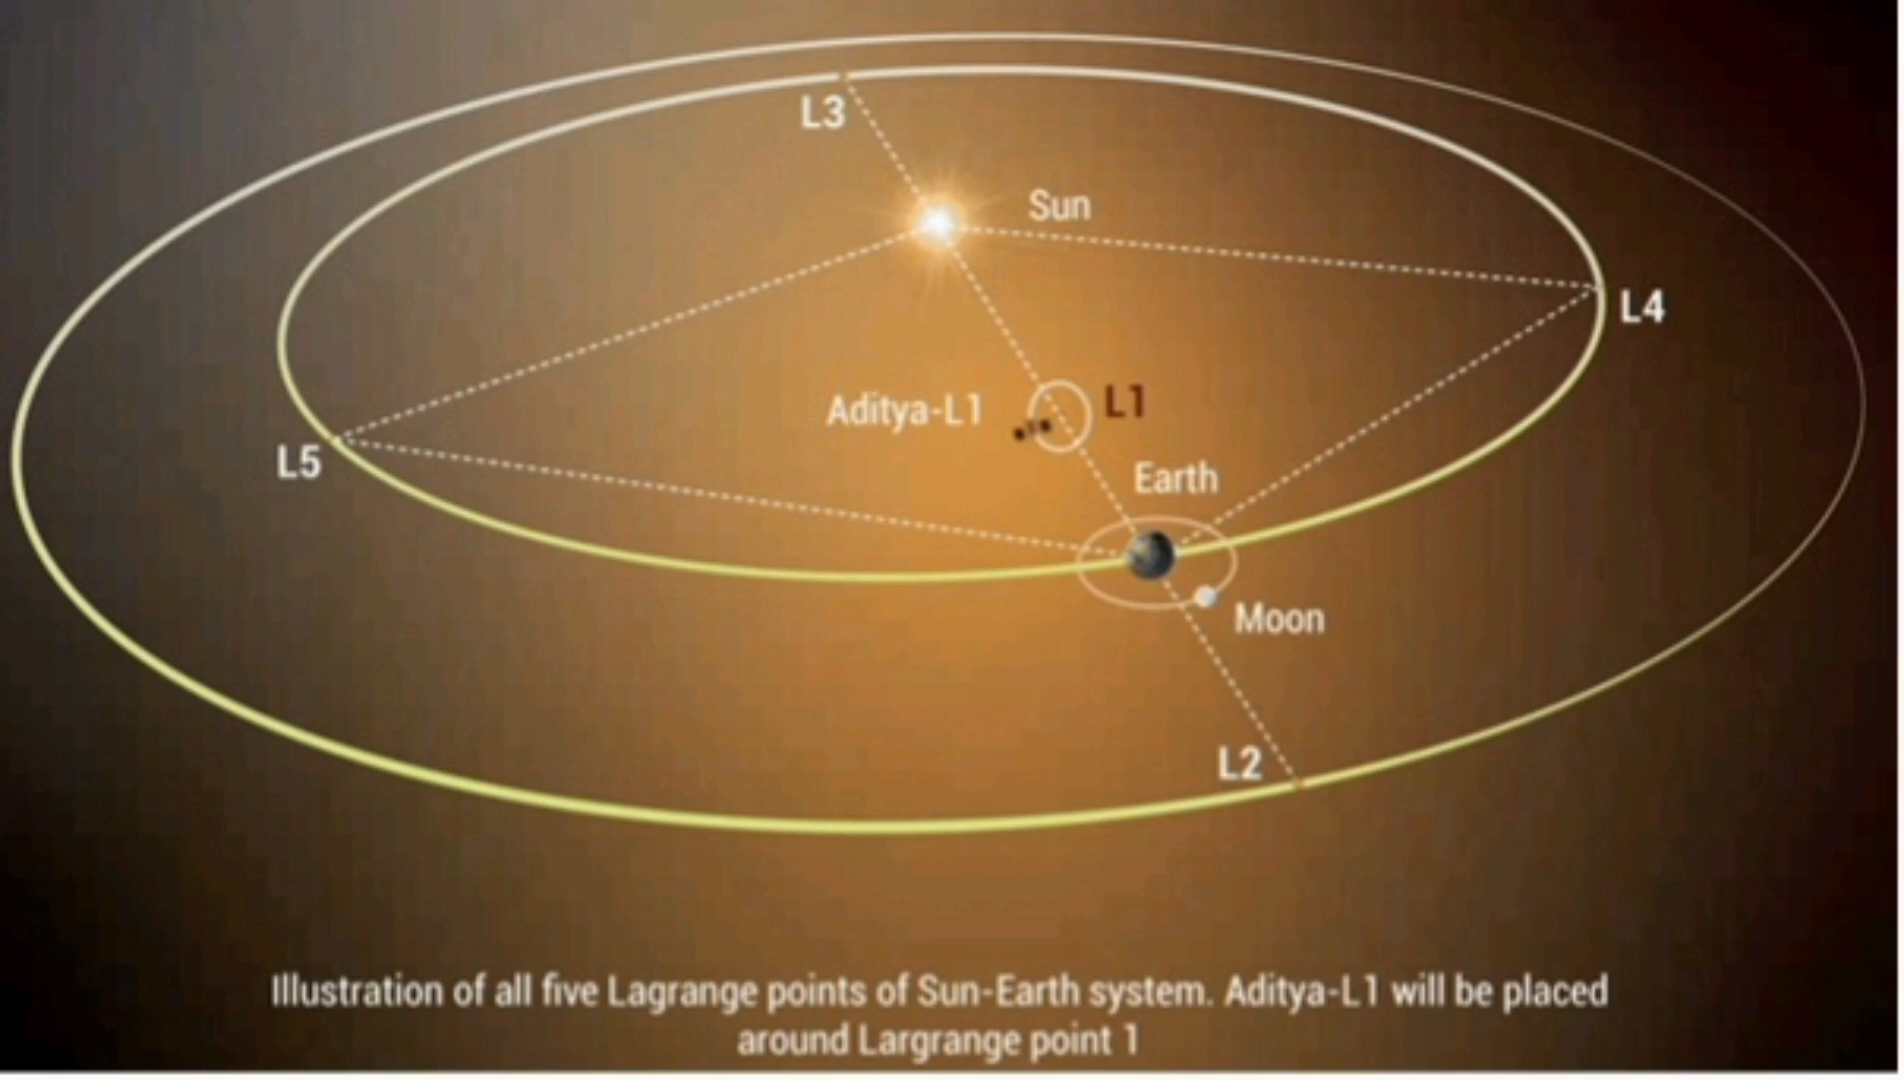 L3
Sun
L4
Aditya-L1
L1
L5
Earth
Moon
L2
Illustration of all five Lagrange points of Sun-Earth system. Aditya-L1 will be placed
around Largrange point 1